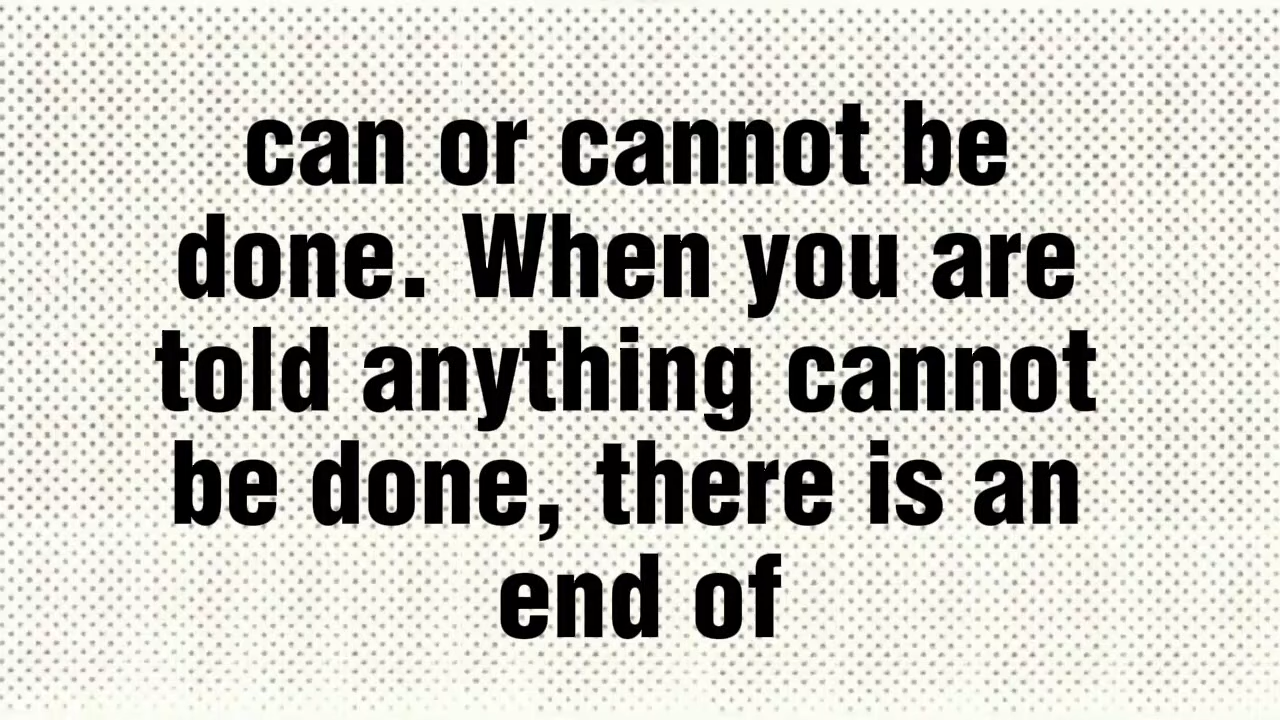 can or cannot be
done. When you are
told anything cannot
be done, there is an
end of